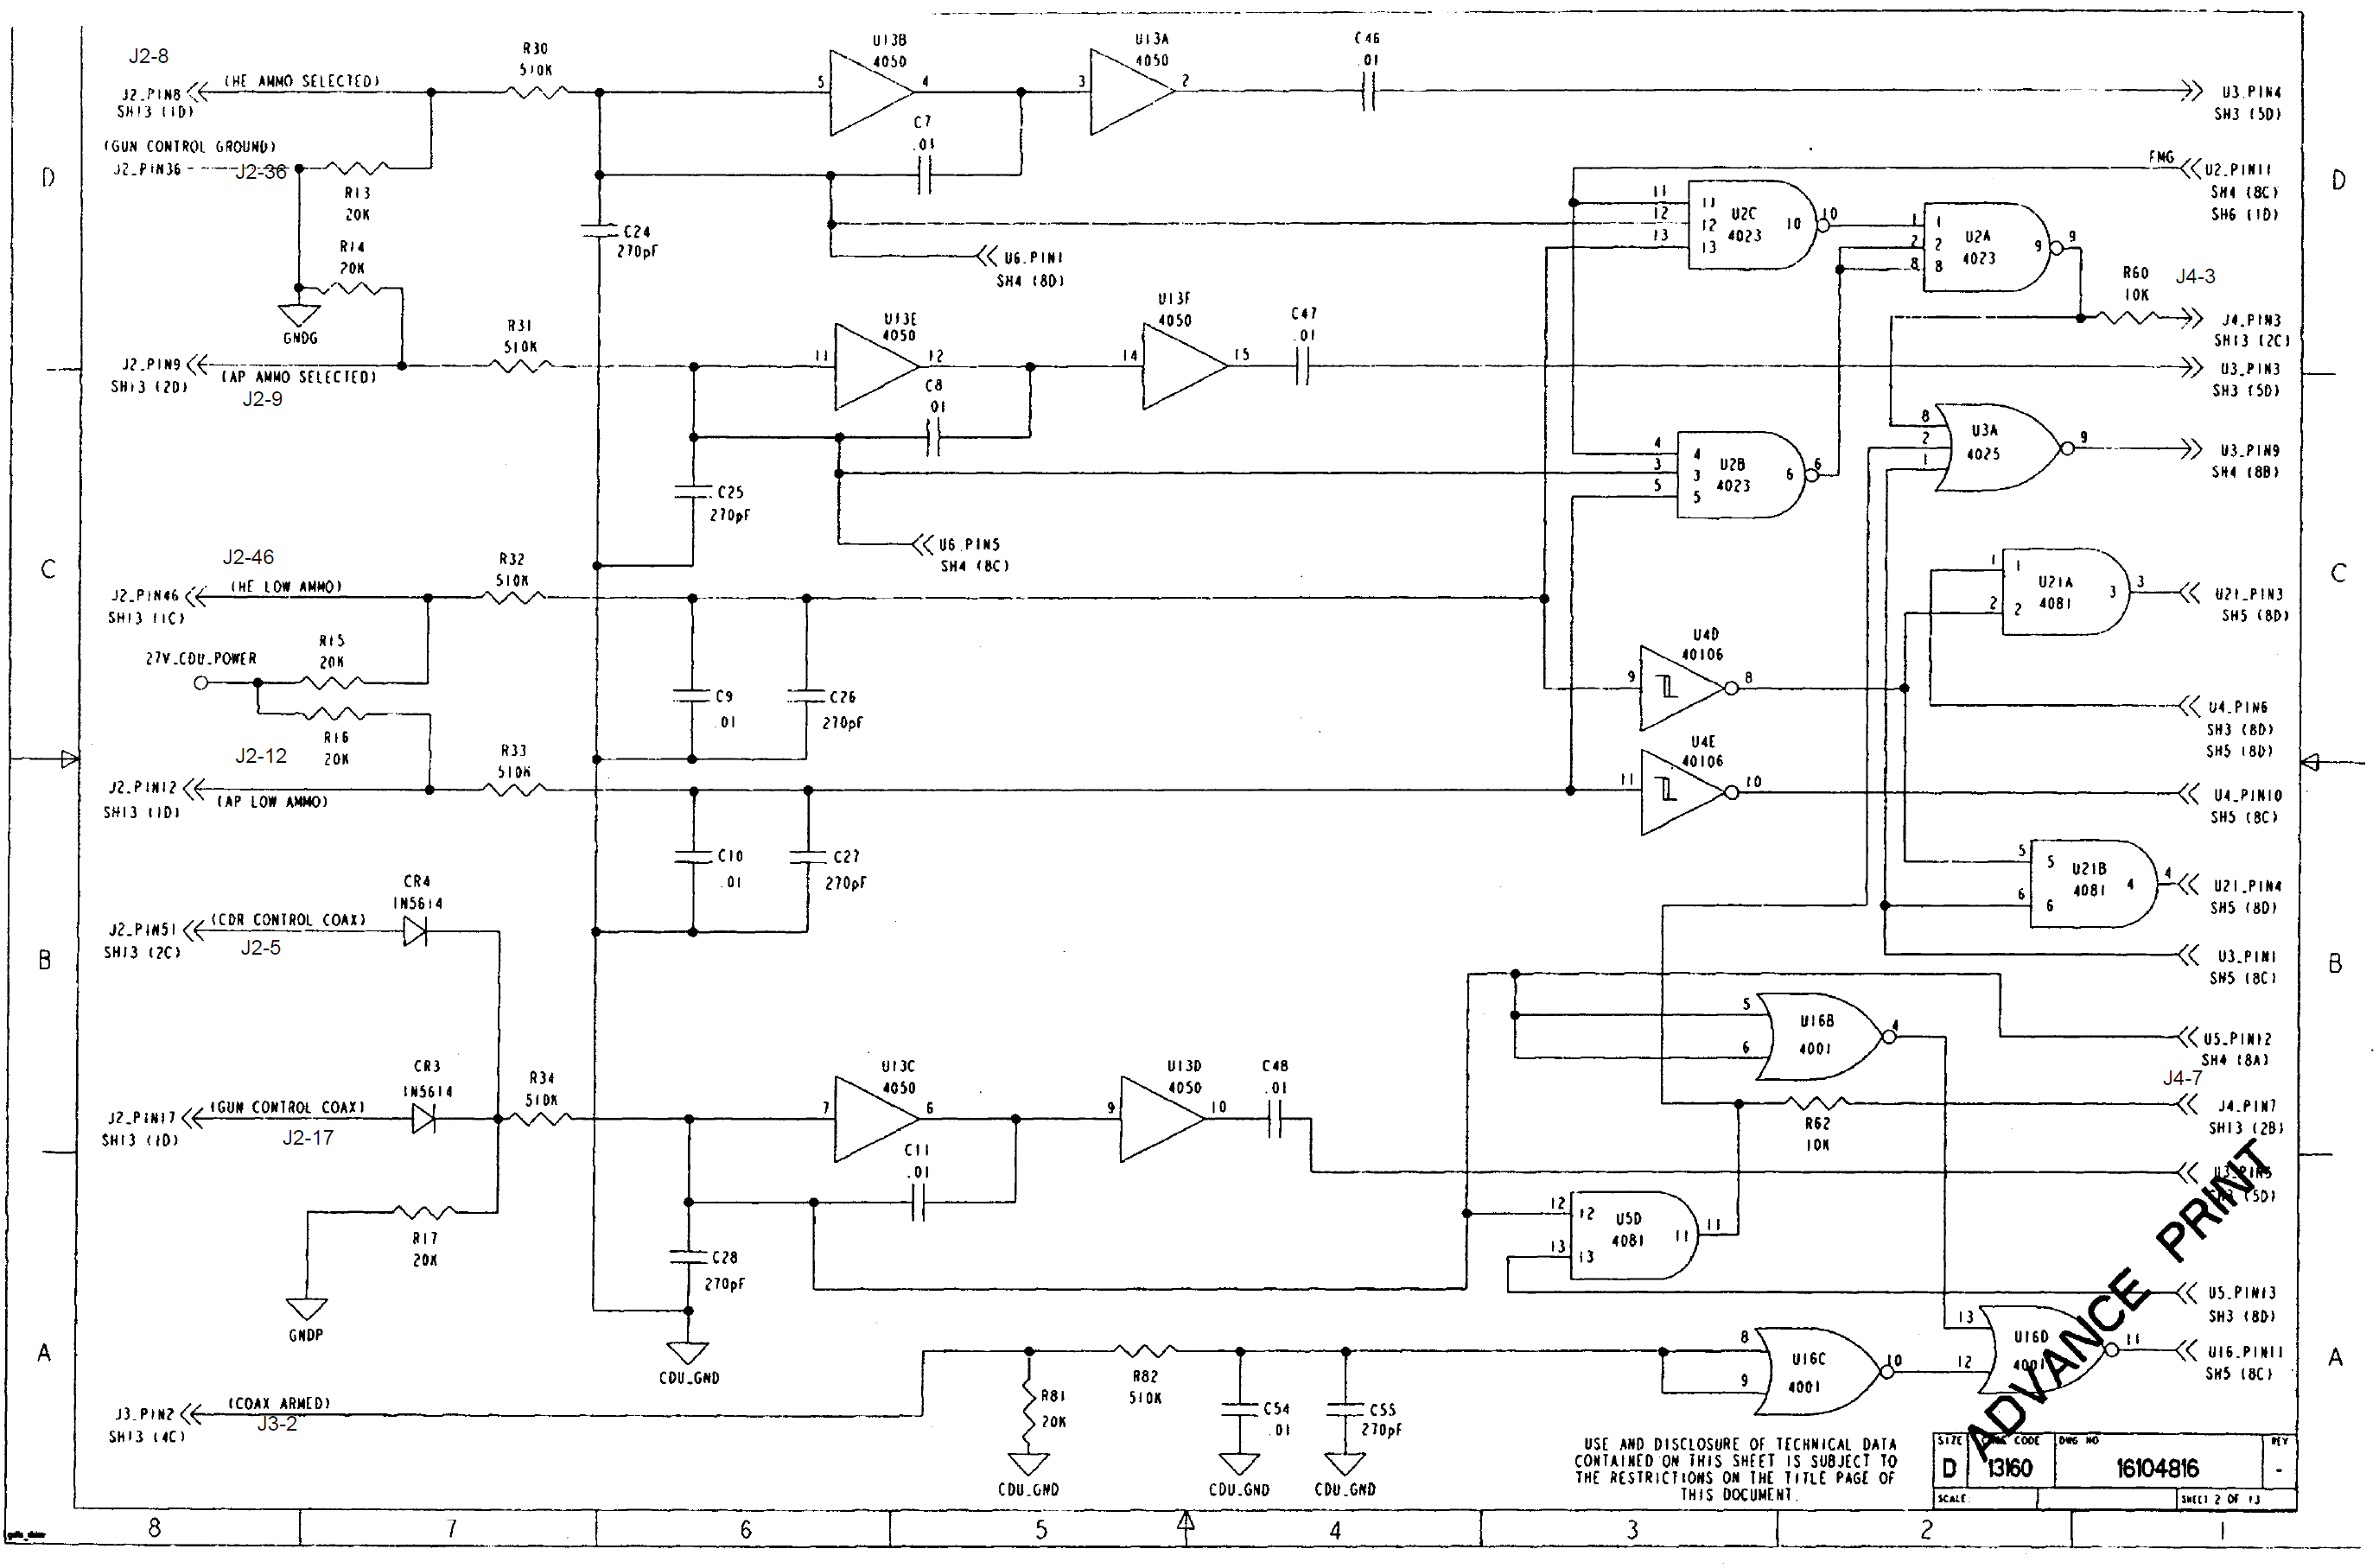 J2-8
J2_PIN8
SH13 (1D)
(HE AMMO SELECTED)
R30
510K
U13B
4050
5
4
U13A
4050
3
2
C46
.01
U3_PIN4
SH3 (5D)
(GUN CONTROL GROUND)
J2_PIN36
J2-36
R13
20K
C7
.01
R14
20K
GNDG
C24
270pF
U6_PIN1
SH4 (8D)
FMG
U2_PIN11
SH4 (8C)
SH6 (1D)
11
12
13
11
12
13
U2C
4023
10
10
1
2
8
1
2
8
U2A
4023
9
9
R60
10K
J4-3
J4_PIN3
SH13 (2C)
J2_PIN9
SH13 (2D)
(AP AMMO SELECTED)
J2-9
R31
510K
U13E
4050
11
12
U13F
4050
14
15
C47
.01
U3_PIN3
SH3 (5D)
C8
01
C25
270pF
U6_PIN5
SH4 (8C)
4
3
5
4
3
5
U2B
4023
6
6
8
2
1
U3A
4025
9
U3_PIN9
SH4 (8B)
J2-46
J2_PIN46
SH13 (1C)
(HE LOW AMMO)
R32
510K
1
2
1
2
U21A
4081
3
3
U21_PIN3
SH5 (8D)
27V_CDU_POWER
R15
20K
R16
20K
C9
.01
C26
270pF
U4D
40106
9
8
U4_PIN6
SH3 (8D)
SH5 (8D)
J2-12
J2_PIN12
SH13 (1D)
(AP LOW AMMO)
R33
510K
U4E
40106
11
10
U4_PIN10
SH5 (8C)
C10
.01
C27
270pF
5
6
5
6
U21B
4081
4
4
U21_PIN4
SH5 (8D)
CR4
1N5614
J2_PIN51
SH13 (2C)
(CDR CONTROL COAX)
J2-5
U3_PIN1
SH5 (8C)
5
6
U16B
4001
4
U5_PIN12
SH4 (8A)
CR3
1N5614
J2_PIN17
SH13 (1D)
(GUN CONTROL COAX)
J2-17
R34
510K
U13C
4050
7
6
U13D
4050
9
10
C48
.01
R62
10K
J4-7
J4_PIN7
SH13 (2B)
C11
.01
(5D)
R17
20K
GNDP
C28
270pF
CDU_GND
12
13
12
13
U5D
4081
11
11
U5_PIN13
SH3 (8D)
13
12
U16D
11
U16_PIN11
SH5 (8C)
8
9
U16C
4001
10
J3_PIN2
SH13 (4C)
(COAX ARMED)
J3-2
R81
20K
CDU_GND
R82
510K
C54
.01
CDU_GND
C55
270pF
CDU_GND
ADVANCE PRINT
USE AND DISCLOSURE OF TECHNICAL DATA
CONTAINED ON THIS SHEET IS SUBJECT TO
THE RESTRICTIONS ON THE TITLE PAGE OF
THIS DOCUMENT.
SIZE
D
CODE
13160
DWG NO
16104816
REV
-
SCALE
SHEET 2 OF 13
D
C
B
A
D
C
B
A
8
7
6
5
4
3
2
1